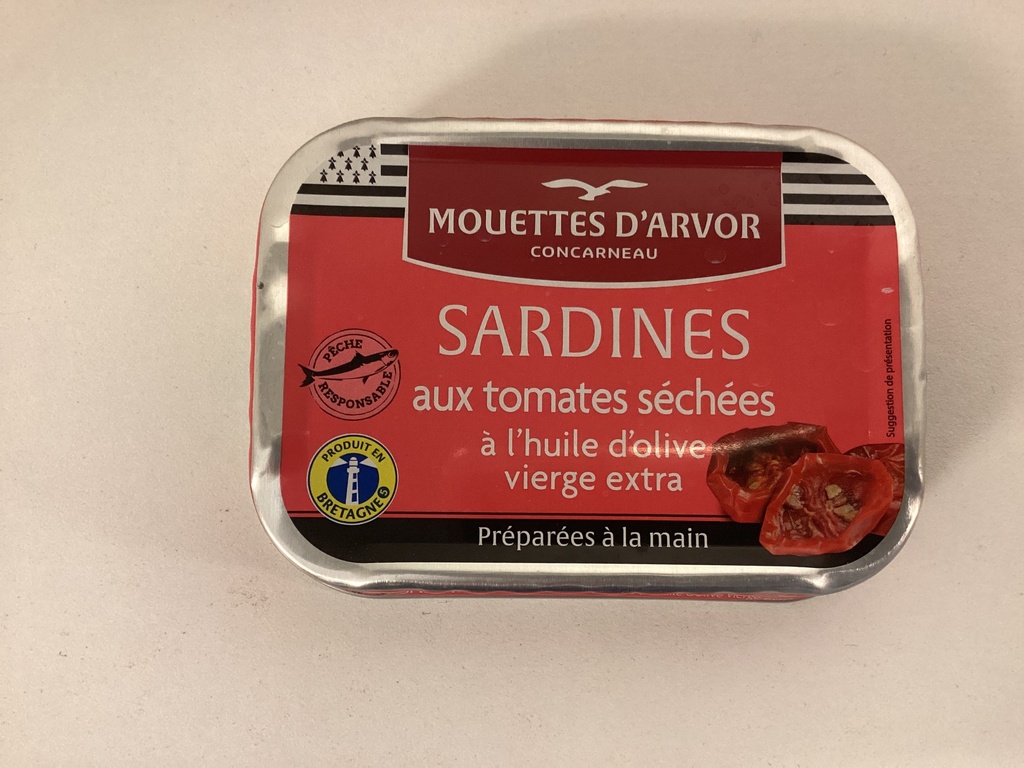 MOUETTES D'ARVOR
CONCARNEAU
SARDINES
aux tomates séchées
à l'huile d'olive
vierge extra
Préparées à la main
PÊCHE
RESPONSABLE
PRODUIT EN
BRETAGNE
Suggestion de présentation